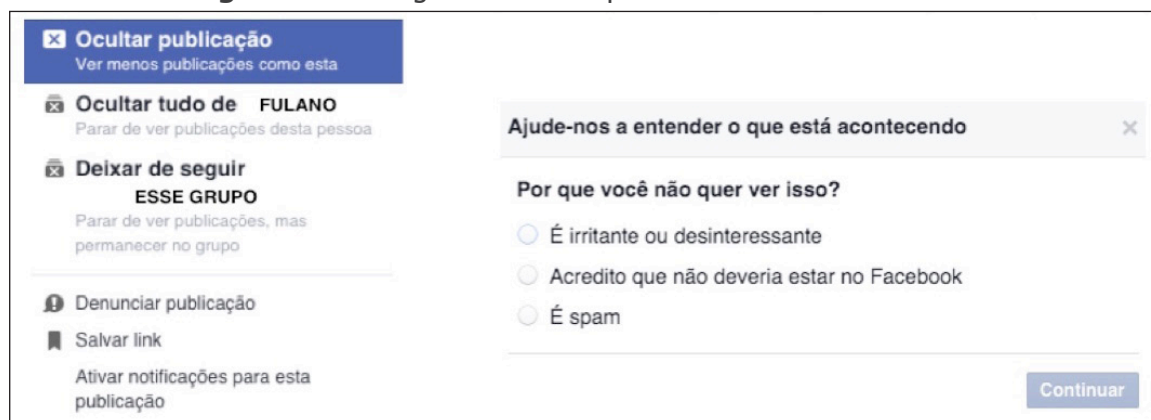 Ocultar publicação
Ver menos publicações como esta
Ocultar tudo de FULANO
Parar de ver publicações desta pessoa
Deixar de seguir
ESSE GRUPO
Parar de ver publicações, mas
permanecer no grupo
Denunciar publicação
Salvar link
Ativar notificações para esta
publicação
Ajude-nos a entender o que está acontecendo
Por que você não quer ver isso?
É irritante ou desinteressante
Acredito que não deveria estar no Facebook
É spam
Continuar